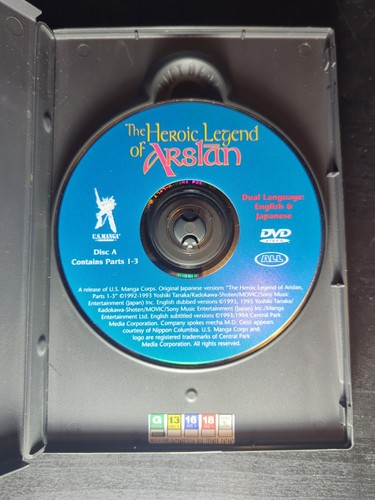 The Heroic Legend
of Arslan
Dual Language:
English &
Japanese
U.S. MANGA
Disc A
Contains Parts 1-3
DVD
VIDEO
ALL
A release of U.S. Manga Corps. Original Japanese versions "The Heroic Legend of Arslan,
Parts 1-3" ©1992-1993 Yoshiki Tanaka/Kadokawa-Shoten/MOVIC/Sony Music
Entertainment (Japan) Inc. English dubbed versions ©1993, 1995 Yoshiki Tanaka/
Kadokawa-Shoten/MOVIC/Sony Music Entertainment (Japan) Inc./Manga
Entertainment Ltd. English subtitled versions ©1993/1994 Central Park
Media Corporation. Company spokes mecha M.D. Geist appears
courtesy of Nippon Columbia. U.S. Manga Corps and
logo are registered trademarks of Central Park
Media Corporation. All rights reserved.
G 13 16 18